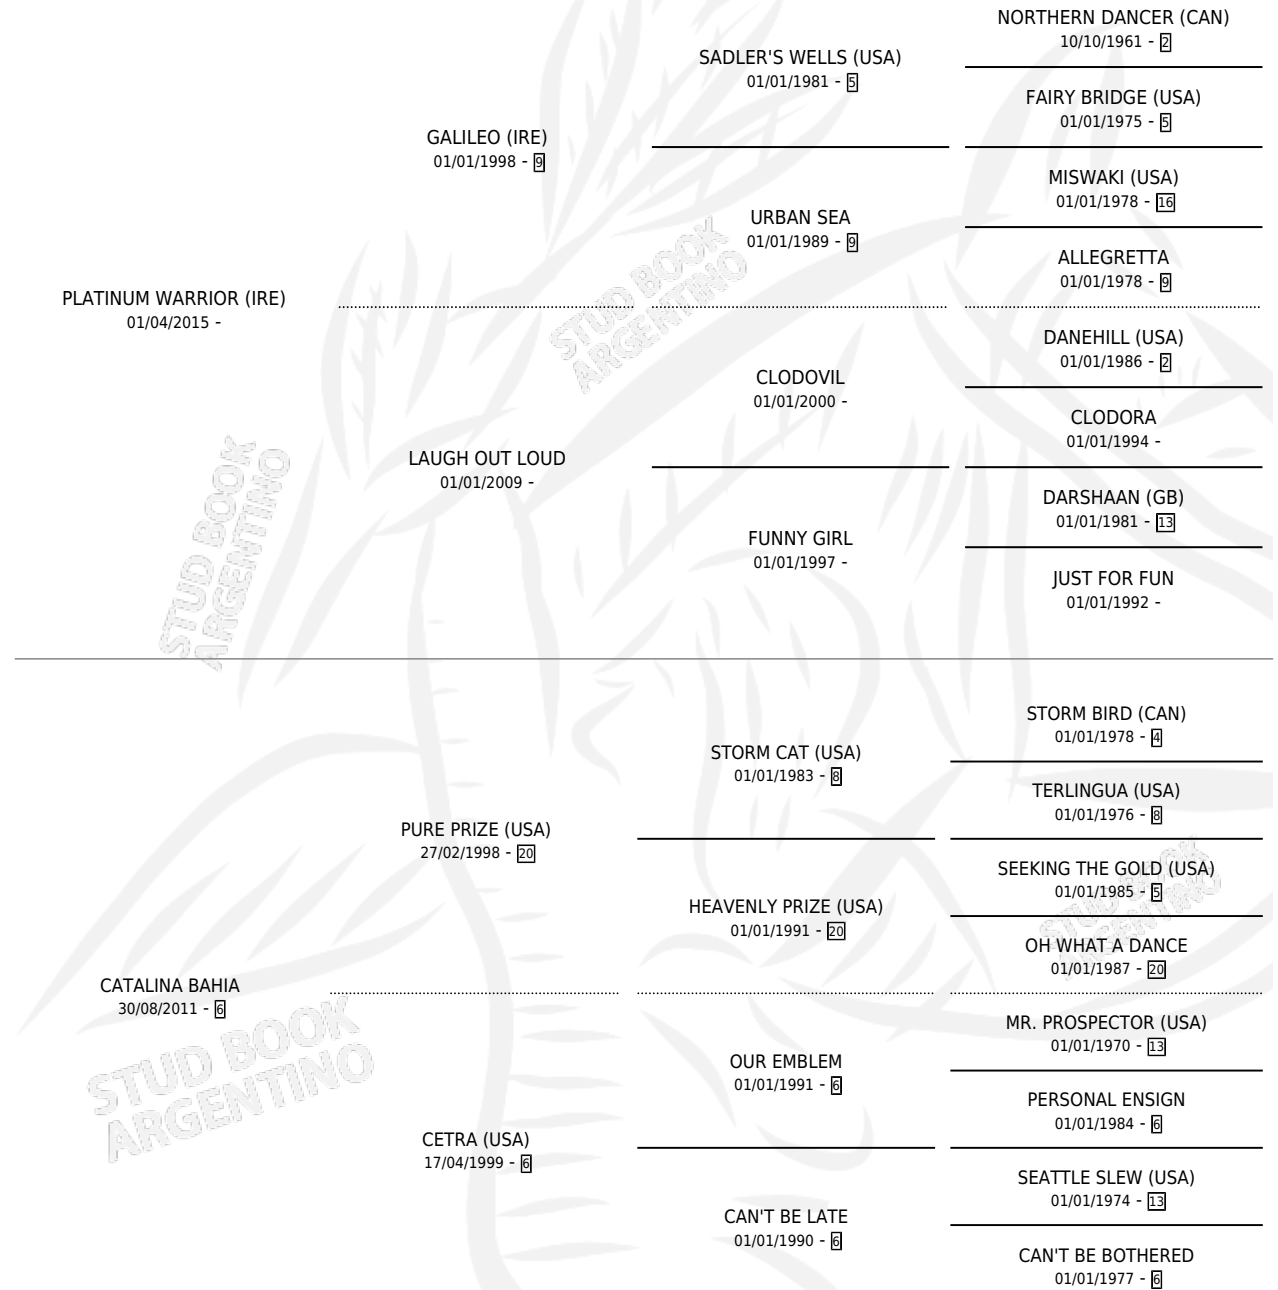 NORTHERN DANCER (CAN)
10/10/1961 - 2
SADLER'S WELLS (USA)
01/01/1981 - 5
FAIRY BRIDGE (USA)
01/01/1975 - 5
GALILEO (IRE)
01/01/1998 - 9
MISWAKI (USA)
01/01/1978 - 16
URBAN SEA
01/01/1989 - 9
ALLEGRETTA
01/01/1978 - 9
PLATINUM WARRIOR (IRE)
01/04/2015 -
STUD BOOK
ARGENTINO
DANEHILL (USA)
01/01/1986 - 2
CLODOVIL
01/01/2000 -
CLODORA
01/01/1994 -
LAUGH OUT LOUD
01/01/2009 -
DARSHAAN (GB)
01/01/1981 - 13
FUNNY GIRL
01/01/1997 -
JUST FOR FUN
01/01/1992 -
STUD BOOK
ARGENTINO
STORM BIRD (CAN)
01/01/1978 - 4
STORM CAT (USA)
01/01/1983 - 8
TERLINGUA (USA)
01/01/1976 - 8
PURE PRIZE (USA)
27/02/1998 - 20
SEEKING THE GOLD (USA)
01/01/1985 - 5
HEAVENLY PRIZE (USA)
01/01/1991 - 20
OH WHAT A DANCE
01/01/1987 - 20
STUD BOOK
ARGENTINO
CATALINA BAHIA
30/08/2011 - 6
STUD BOOK
ARGENTINO
MR. PROSPECTOR (USA)
01/01/1970 - 13
OUR EMBLEM
01/01/1991 - 6
PERSONAL ENSIGN
01/01/1984 - 6
CETRA (USA)
17/04/1999 - 6
SEATTLE SLEW (USA)
01/01/1974 - 13
CAN'T BE LATE
01/01/1990 - 6
CAN'T BE BOTHERED
01/01/1977 - 6